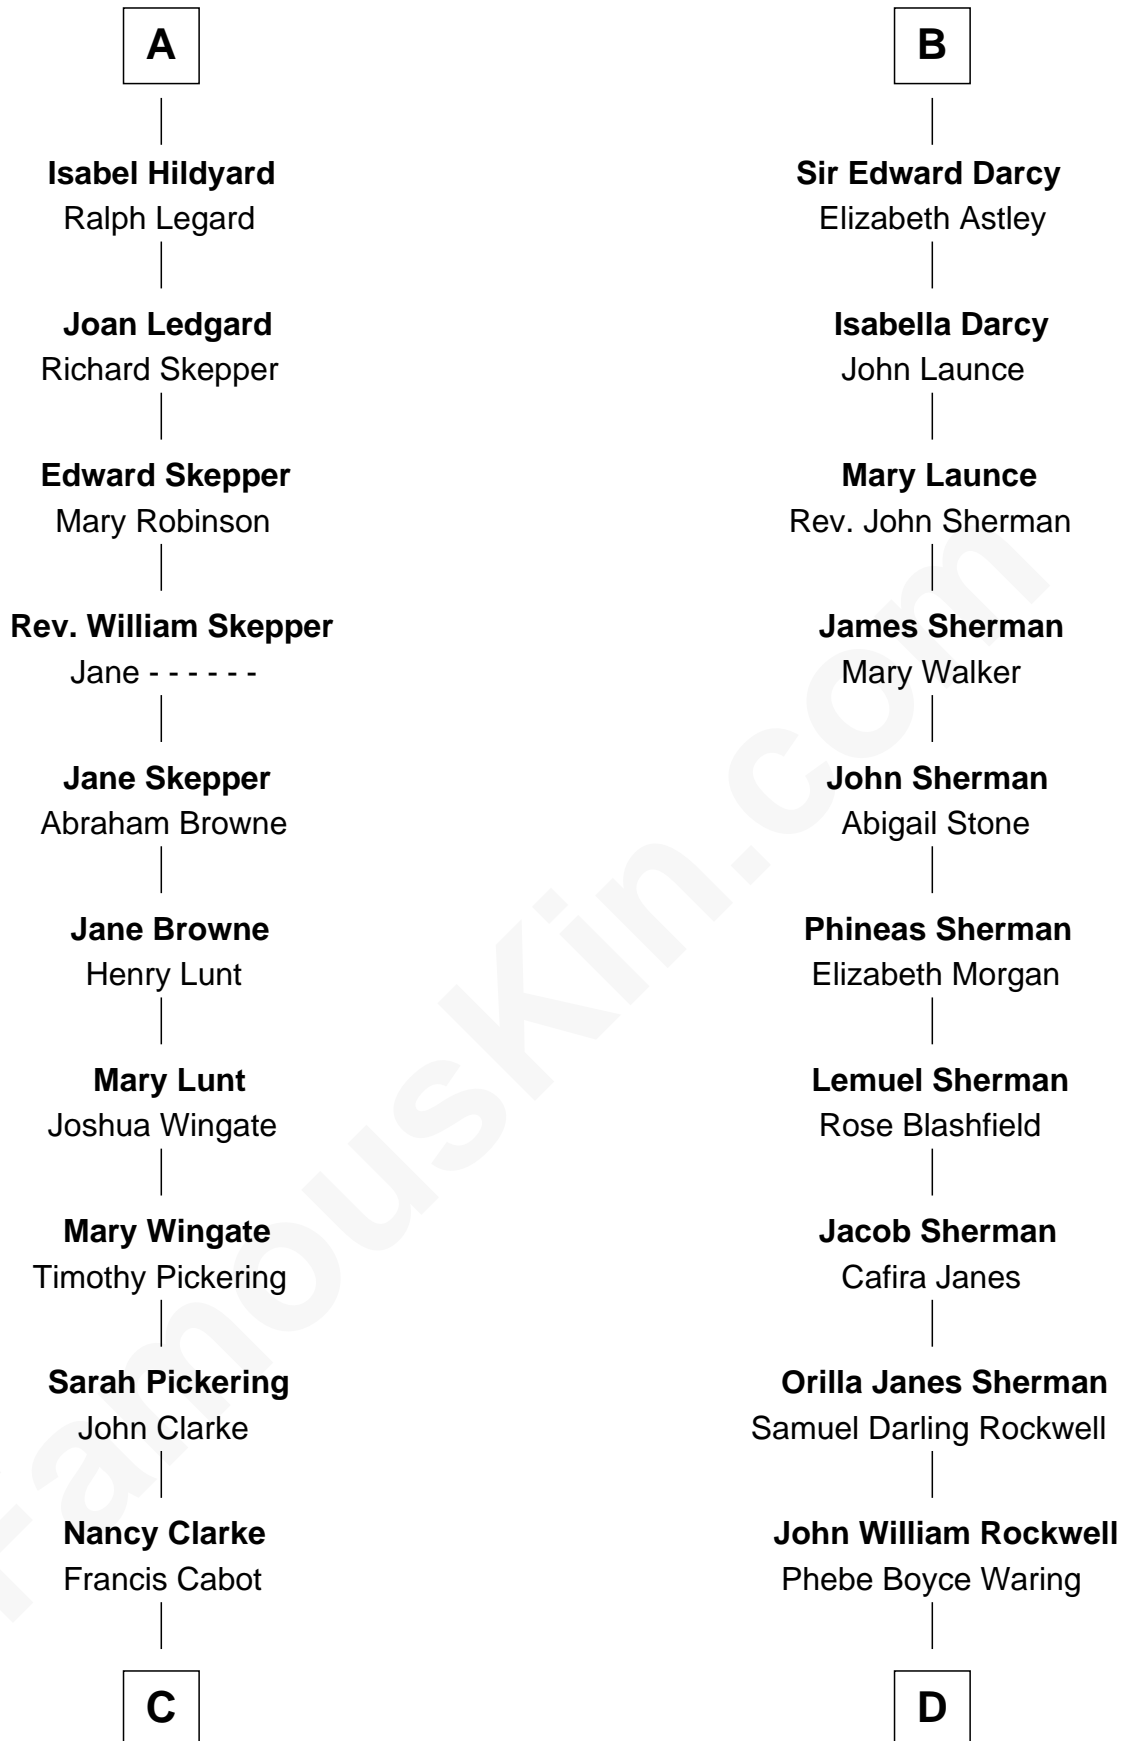 A
Isabel Hildyard
Ralph Legard
Joan Ledgard
Richard Skepper
Edward Skepper
Mary Robinson
Rev. William Skepper
Jane - - - - - -
Jane Skepper
Abraham Browne
Jane Browne
Henry Lunt
Mary Lunt
Joshua Wingate
Mary Wingate
Timothy Pickering
Sarah Pickering
John Clarke
Nancy Clarke
Francis Cabot
C
B
Sir Edward Darcy
Elizabeth Astley
Isabella Darcy
John Launce
Mary Launce
Rev. John Sherman
James Sherman
Mary Walker
John Sherman
Abigail Stone
Phineas Sherman
Elizabeth Morgan
Lemuel Sherman
Rose Blashfield
Jacob Sherman
Cafira Janes
Orilla Janes Sherman
Samuel Darling Rockwell
John William Rockwell
Phebe Boyce Waring
D
FamousKin.com